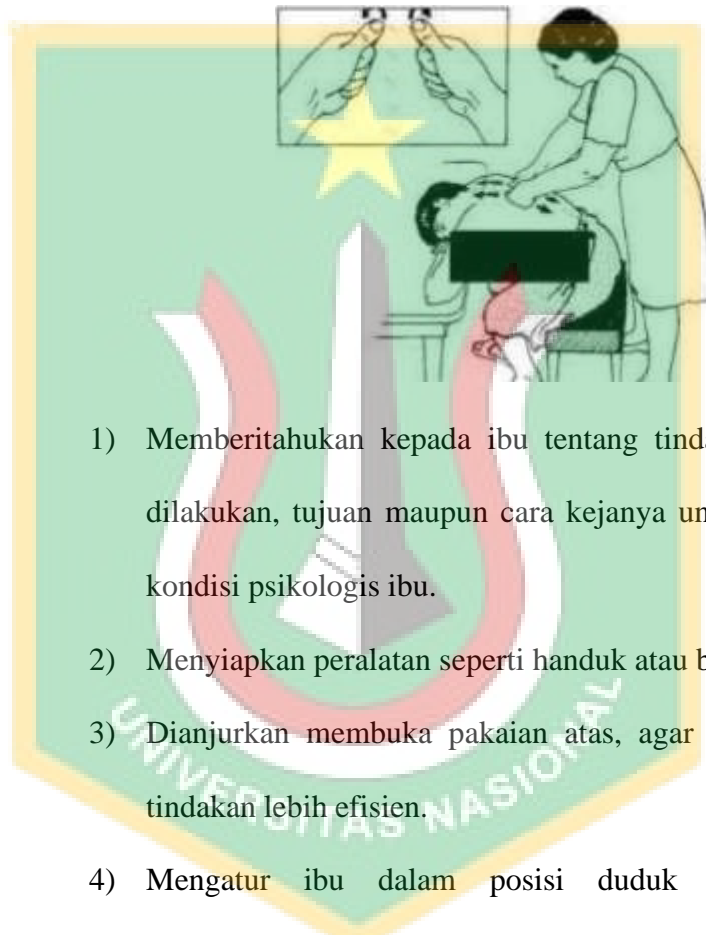 1) Memberitahukan kepada ibu tentang tinda
dilakukan, tujuan maupun cara kejanya un
kondisi psikologis ibu.
2) Menyiapkan peralatan seperti handuk atau b
3) Dianjurkan membuka pakaian atas, agar
tindakan lebih efisien.
4) Mengatur ibu dalam posisi duduk
UNIVERSITAS NASIONAL